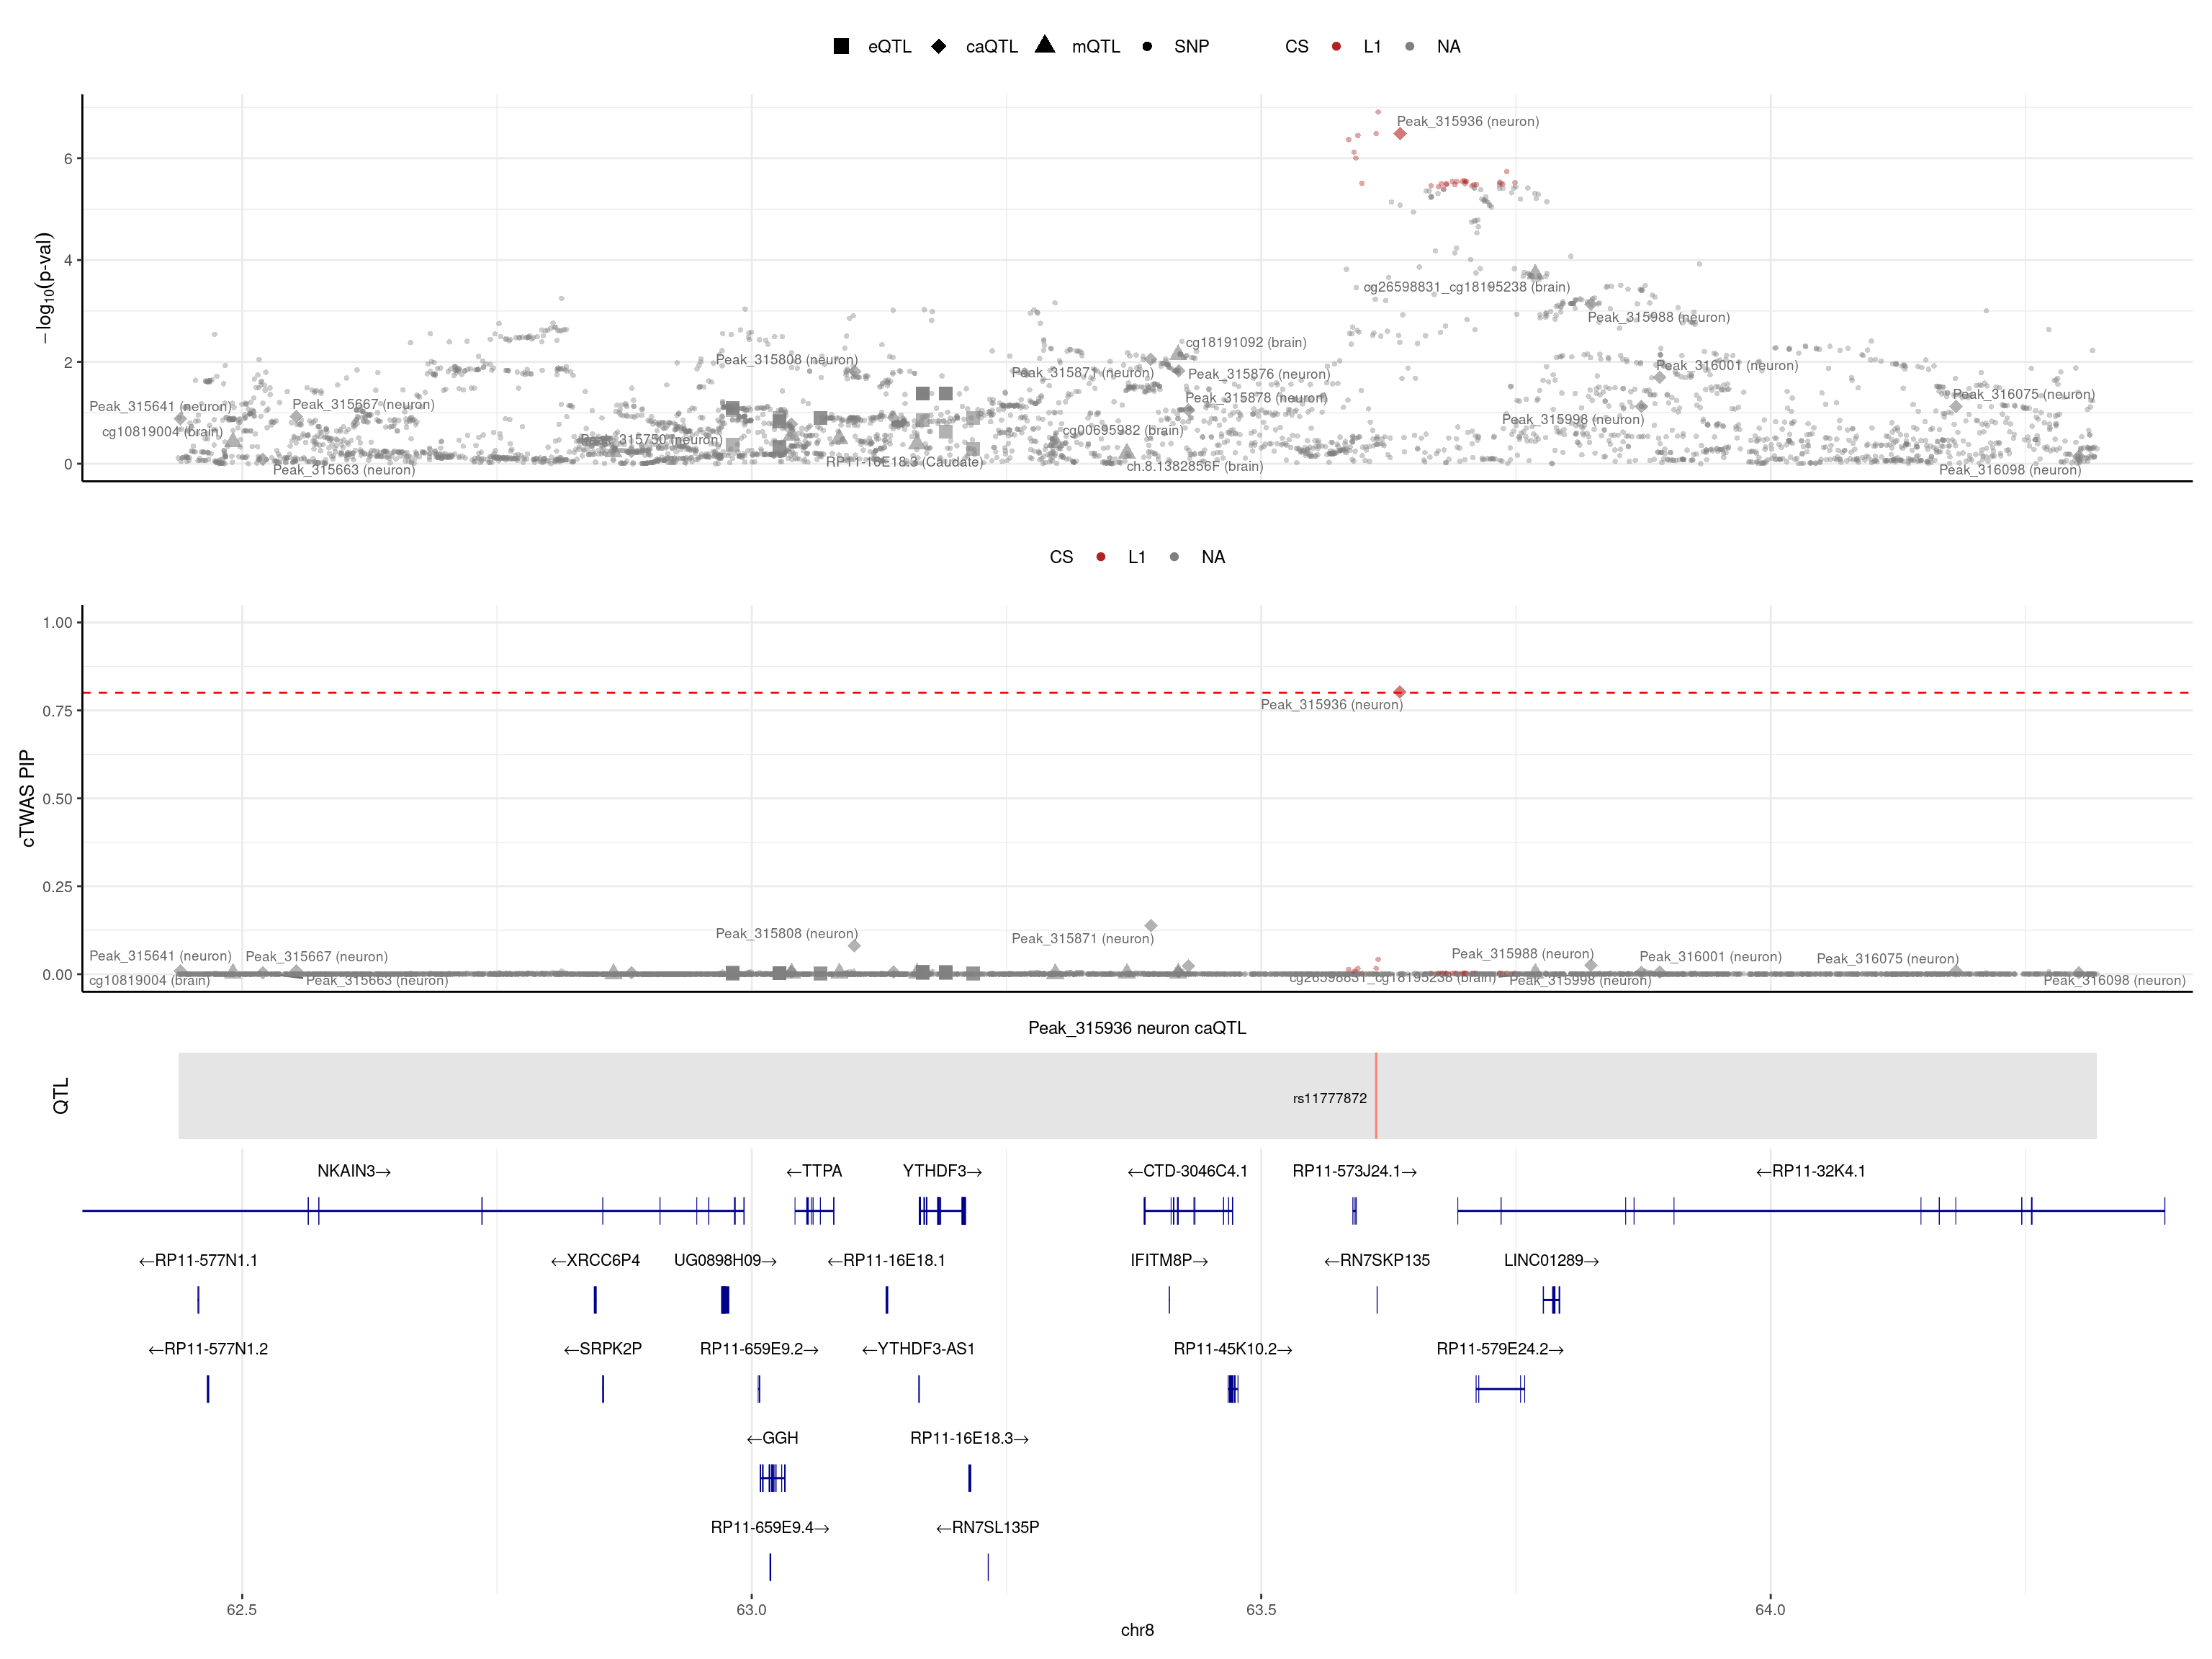 eQTL caQTL mQTL SNP CS L1 NA
−log10(p-val)
6
4
2
0
Peak_315936 (neuron)
cg26598831_cg18195238 (brain)
Peak_315988 (neuron)
cg18191092 (brain)
Peak_315808 (neuron)
Peak_315871 (neuron)
Peak_315876 (neuron)
Peak_316001 (neuron)
Peak_315878 (neuron)
Peak_316075 (neuron)
Peak_315641 (neuron)
Peak_315667 (neuron)
Peak_315998 (neuron)
cg10819004 (brain)
Peak_315750 (neuron)
cg00695982 (brain)
RP11-16E18.3 (Caudate)
ch.8.1382856F (brain)
Peak_315663 (neuron)
Peak_316098 (neuron)
CS L1 NA
cTWAS PIP
1.00
0.75
0.50
0.25
0.00
Peak_315936 (neuron)
Peak_315808 (neuron)
Peak_315871 (neuron)
Peak_315641 (neuron)
Peak_315667 (neuron)
Peak_315988 (neuron)
Peak_316001 (neuron)
Peak_316075 (neuron)
cg10819004 (brain)
Peak_315663 (neuron)
cg26598831_cg18195238 (brain)
Peak_315998 (neuron)
Peak_316098 (neuron)
Peak_315936 neuron caQTL
QTL
rs11777872
NKAIN3→ ←TTPA YTHDF3→ ←CTD-3046C4.1 RP11-573J24.1→ ←RP11-32K4.1
←RP11-577N1.1 ←XRCC6P4 UG0898H09→ ←RP11-16E18.1 IFITM8P→ ←RN7SKP135 LINC01289→
←RP11-577N1.2 ←SRPK2P RP11-659E9.2→ ←YTHDF3-AS1 RP11-45K10.2→ RP11-579E24.2→
←GGH RP11-16E18.3→
RP11-659E9.4→ ←RN7SL135P
62.5 63.0 63.5 64.0
chr8